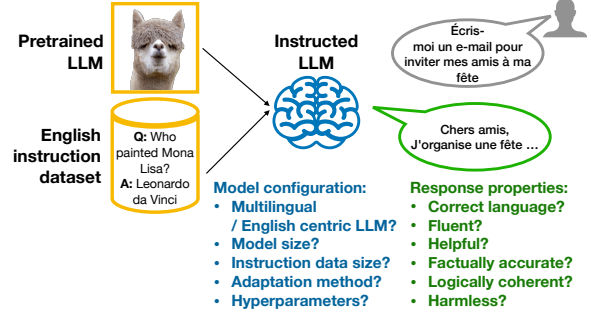 Pretrained
LLM
Instructed
LLM
Écris-
moi un e-mail pour
inviter mes amis à ma
fête
English
instruction
dataset
Q: Who
painted Mona
Lisa?
A: Leonardo
da Vinci
Chers amis,
J'organise une fête ...
Model configuration:
• Multilingual
/ English centric LLM?
• Model size?
• Instruction data size?
• Adaptation method?
• Hyperparameters?
Response properties:
• Correct language?
• Fluent?
• Helpful?
• Factually accurate?
• Logically coherent?
• Harmless?